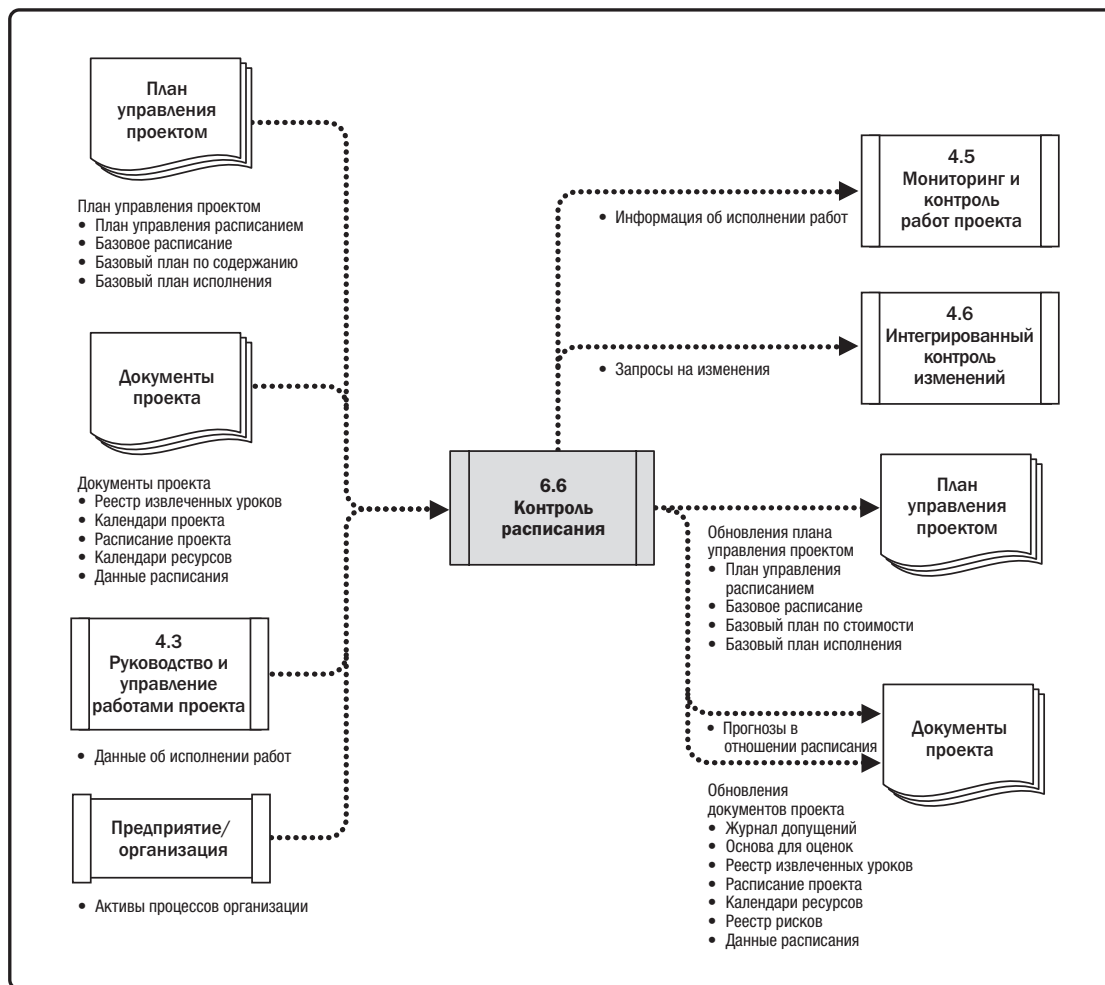 План
управления
проектом
План управления проектом
• План управления расписанием
• Базовое расписание
• Базовый план по содержанию
• Базовый план исполнения
Документы
проекта
Документы проекта
• Реестр извлеченных уроков
• Календари проекта
• Расписание проекта
• Календари ресурсов
• Данные расписания
4.3
Руководство и
управление
работами проекта
• Данные об исполнении работ
Предприятие/
организация
• Активы процессов организации
6.6
Контроль
расписания
• Информация об исполнении работ
4.5
Мониторинг и
контроль
работ проекта
• Запросы на изменения
4.6
Интегрированный
контроль
изменений
План
управления
проектом
Обновления плана
управления проектом
• План управления
расписанием
• Базовое расписание
• Базовый план по стоимости
• Базовый план исполнения
• Прогнозы в
отношении расписания
Документы
проекта
Обновления
документов проекта
• Журнал допущений
• Основа для оценок
• Реестр извлеченных уроков
• Расписание проекта
• Календари ресурсов
• Реестр рисков
• Данные расписания